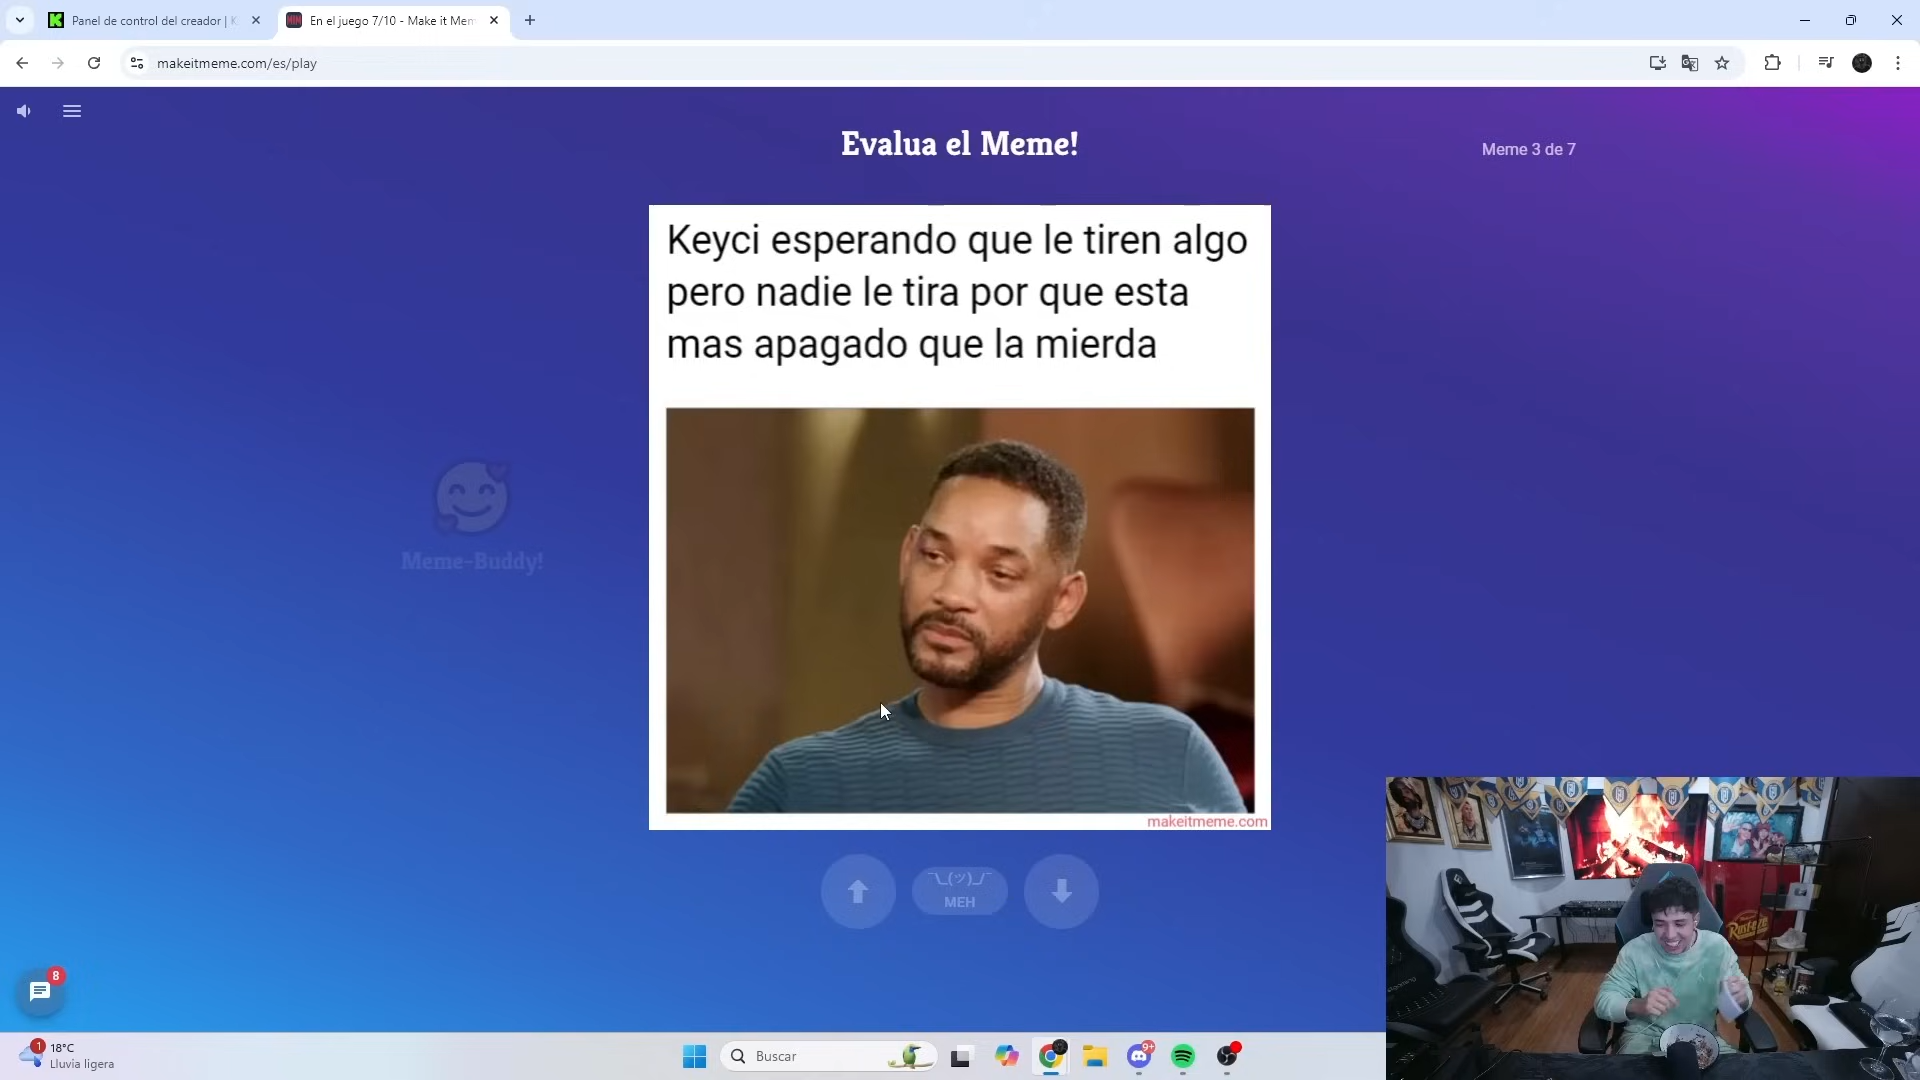 Panel de control del creador | K
En el juego 7/10 - Make it Mem
makeitmeme.com/es/play
Evalua el Meme!
Meme 3 de 7
Keyci esperando que le tiren algo
pero nadie le tira por que esta
mas apagado que la mierda
Meme-Buddy!
makeitmeme.com
¯\_(ツ)_/¯
MEH
8
1
18°C
Lluvia ligera
Buscar
9+